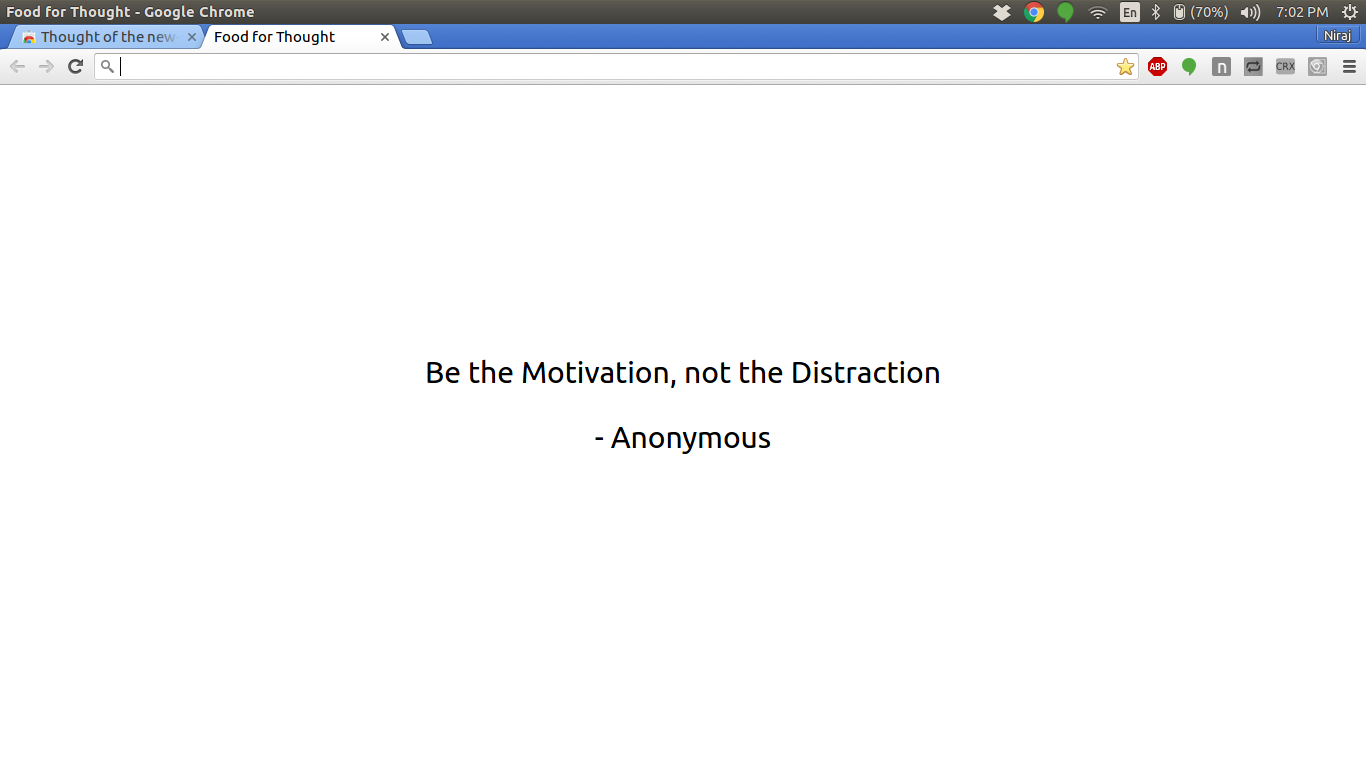 Food for Thought - Google Chrome En (70%) 7:02 PM
Thought of the new Food for Thought Niraj
ABP n CRX
Be the Motivation, not the Distraction
- Anonymous